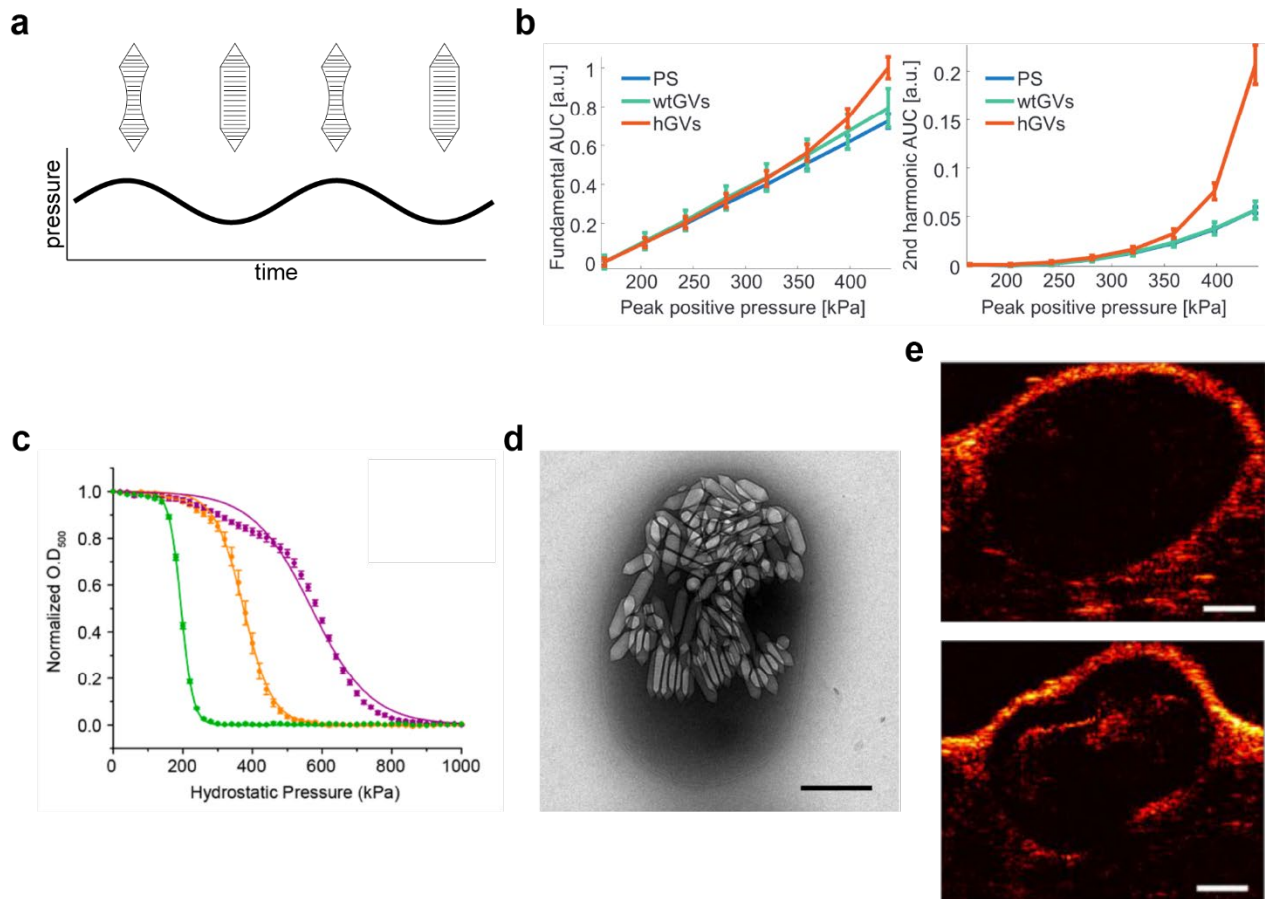 a
pressure
time
b
Fundamental AUC [a.u.]
1
0.8
0.6
0.4
0.2
0
PS
wtGVs
hGVs
200 250 300 350 400
Peak positive pressure [kPa]
2nd harmonic AUC [a.u.]
0.2
0.15
0.1
0.05
0
PS
wtGVs
hGVs
200 250 300 350 400
Peak positive pressure [kPa]
c
Normalized O.D500
1.0
0.8
0.6
0.4
0.2
0.0
0 200 400 600 800 1000
Hydrostatic Pressure (kPa)
d
e